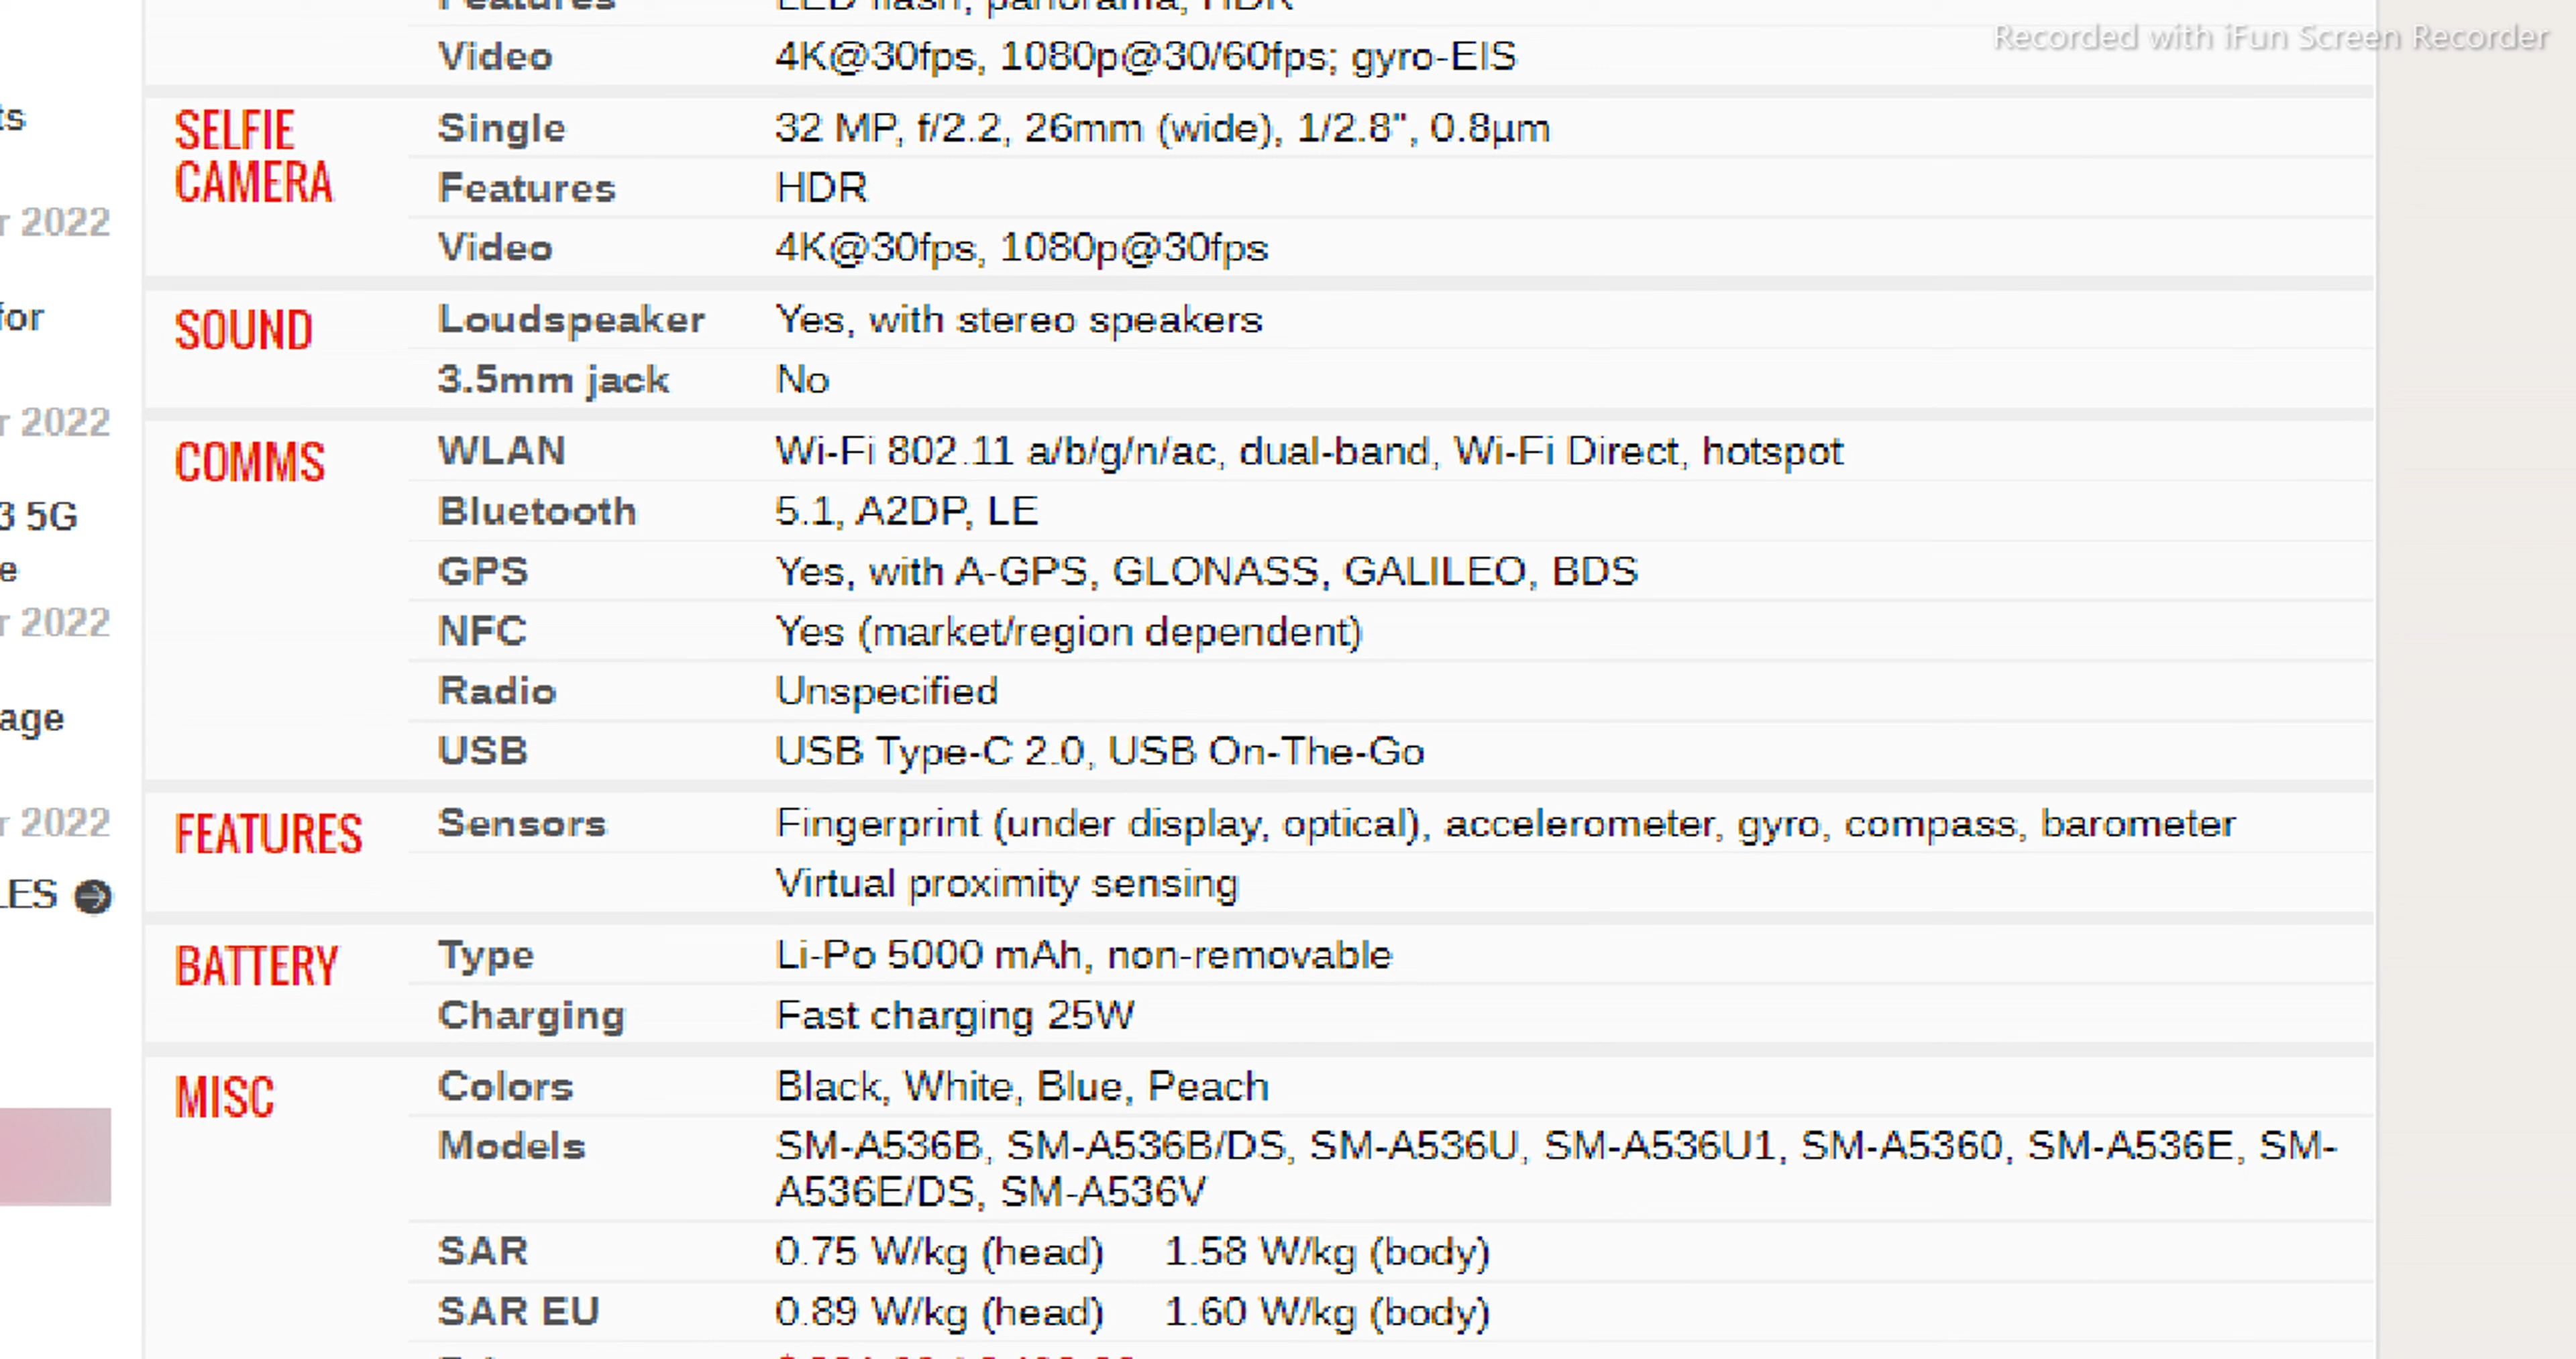 Features LED flash, panorama, HDR
Recorded with iFun Screen Recorder
Video 4K@30fps, 1080p@30/60fps; gyro-EIS
ts
SELFIE CAMERA Single 32 MP, f/2.2, 26mm (wide), 1/2.8", 0.8µm
Features HDR
r 2022
Video 4K@30fps, 1080p@30fps
for
SOUND Loudspeaker Yes, with stereo speakers
3.5mm jack No
r 2022
COMMS WLAN Wi-Fi 802.11 a/b/g/n/ac, dual-band, Wi-Fi Direct, hotspot
3 5G
Bluetooth 5.1, A2DP, LE
e
GPS Yes, with A-GPS, GLONASS, GALILEO, BDS
r 2022
NFC Yes (market/region dependent)
Radio Unspecified
age
USB USB Type-C 2.0, USB On-The-Go
r 2022
FEATURES Sensors Fingerprint (under display, optical), accelerometer, gyro, compass, barometer
LES
Virtual proximity sensing
BATTERY Type Li-Po 5000 mAh, non-removable
Charging Fast charging 25W
MISC Colors Black, White, Blue, Peach
Models SM-A536B, SM-A536B/DS, SM-A536U, SM-A536U1, SM-A5360, SM-A536E, SM-
A536E/DS, SM-A536V
SAR 0.75 W/kg (head) 1.58 W/kg (body)
SAR EU 0.89 W/kg (head) 1.60 W/kg (body)